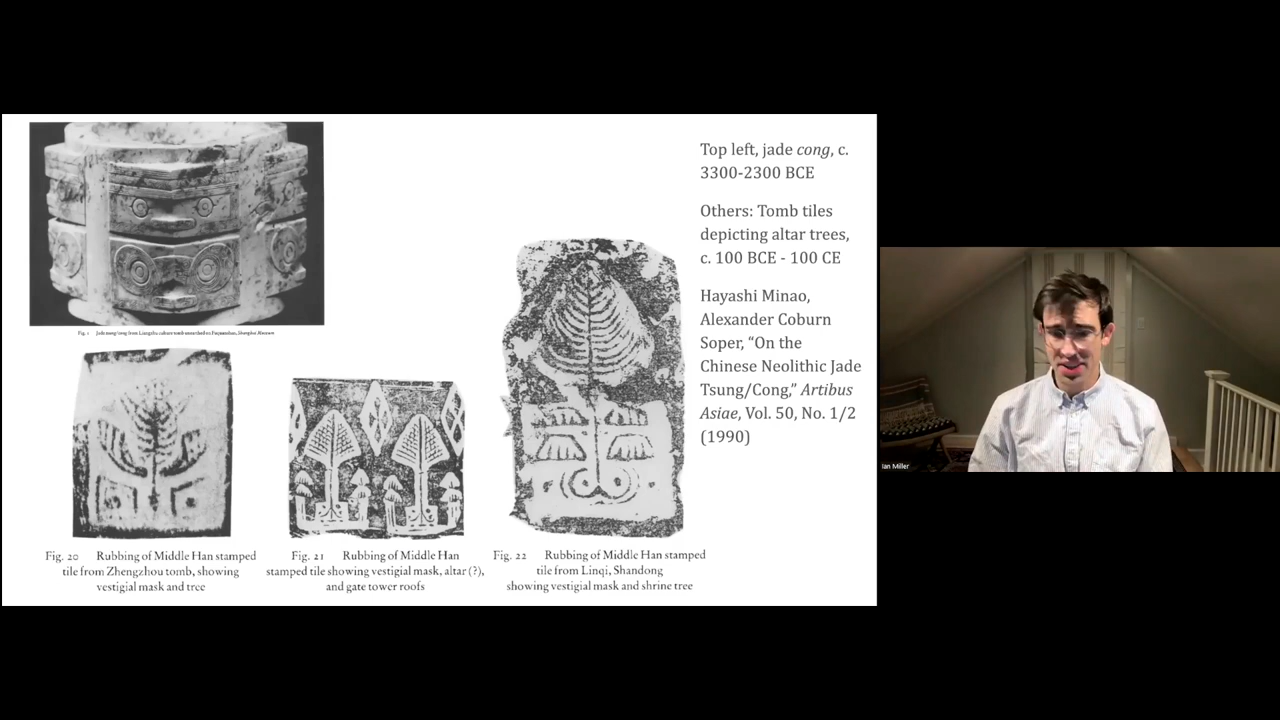 Top left, jade cong, c.
3300-2300 BCE
Others: Tomb tiles
depicting altar trees,
c. 100 BCE - 100 CE
Hayashi Minao,
Alexander Coburn
Soper, “On the
Chinese Neolithic Jade
Tsung/Cong,” Artibus
Asiae, Vol. 50, No. 1/2
(1990)
Fig. 20 Rubbing of Middle Han stamped
tile from Zhengzhou tomb, showing
vestigial mask and tree
Fig. 21 Rubbing of Middle Han
stamped tile showing vestigial mask, altar (?),
and gate tower roofs
Fig. 22 Rubbing of Middle Han stamped
tile from Linqi, Shandong
showing vestigial mask and shrine tree
Ian Miller